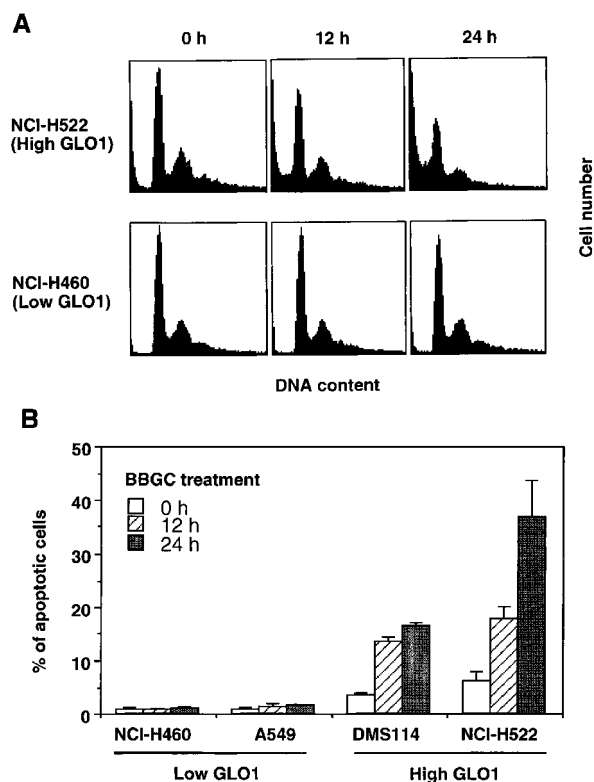 A
0 h 12 h 24 h
NCI-H522
(High GLO1)
Cell number
NCI-H460
(Low GLO1)
DNA content
B
50
40
30
20
10
0
% of apoptotic cells
BBGC treatment
0 h
12 h
24 h
NCI-H460 A549 DMS114 NCI-H522
Low GLO1 High GLO1